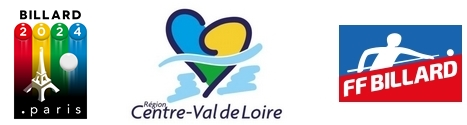 BILLARD
2024
.paris
Région
Centre-Val de Loire
FF BILLARD